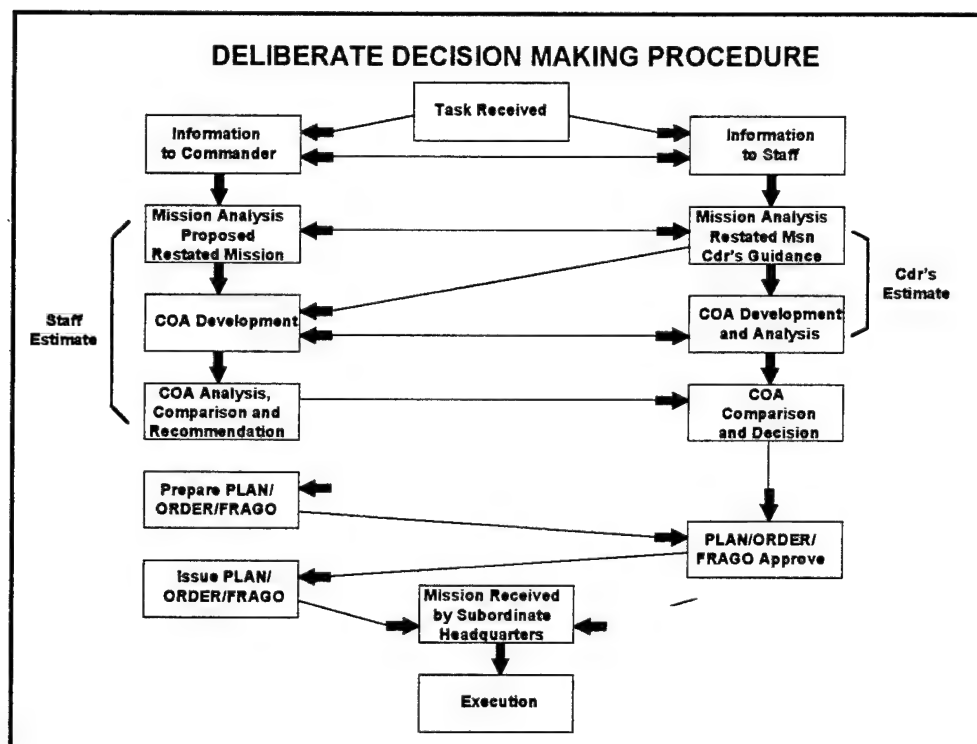 DELIBERATE DECISION MAKING PROCEDURE
Task Received
Information
to Commander
Information
to Staff
Mission Analysis
Proposed
Restated Mission
Mission Analysis
Restated Msn
Cdr's Guidance
Staff
Estimate
Cdr's
Estimate
COA Development
COA Development
and Analysis
COA Analysis,
Comparison and
Recommendation
COA
Comparison
and Decision
Prepare PLAN/
ORDER/FRAGO
PLAN/ORDER/
FRAGO Approve
Issue PLAN/
ORDER/FRAGO
Mission Received
by Subordinate
Headquarters
Execution